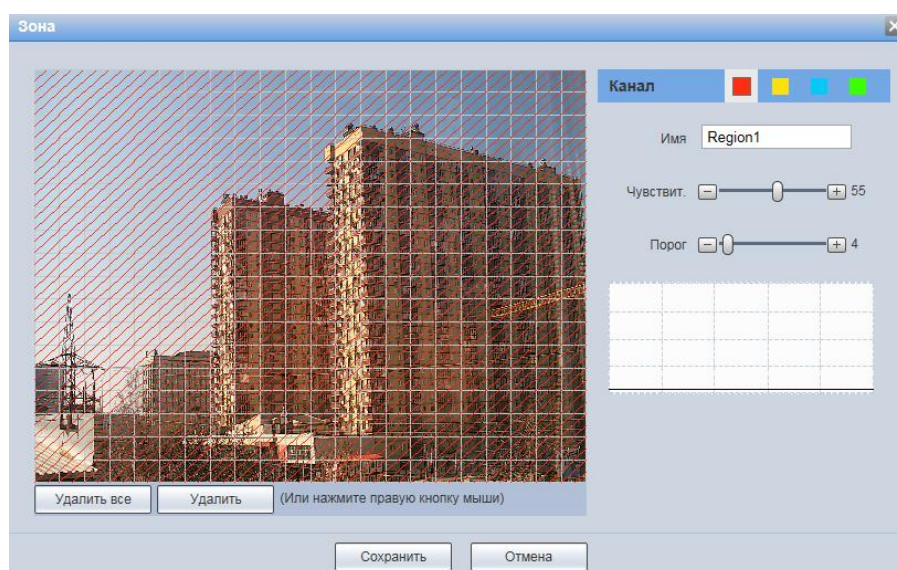 Зона
Канал
Имя Region1
Чувствит. 55
Порог 4
Удалить все Удалить (Или нажмите правую кнопку мыши)
Сохранить Отмена